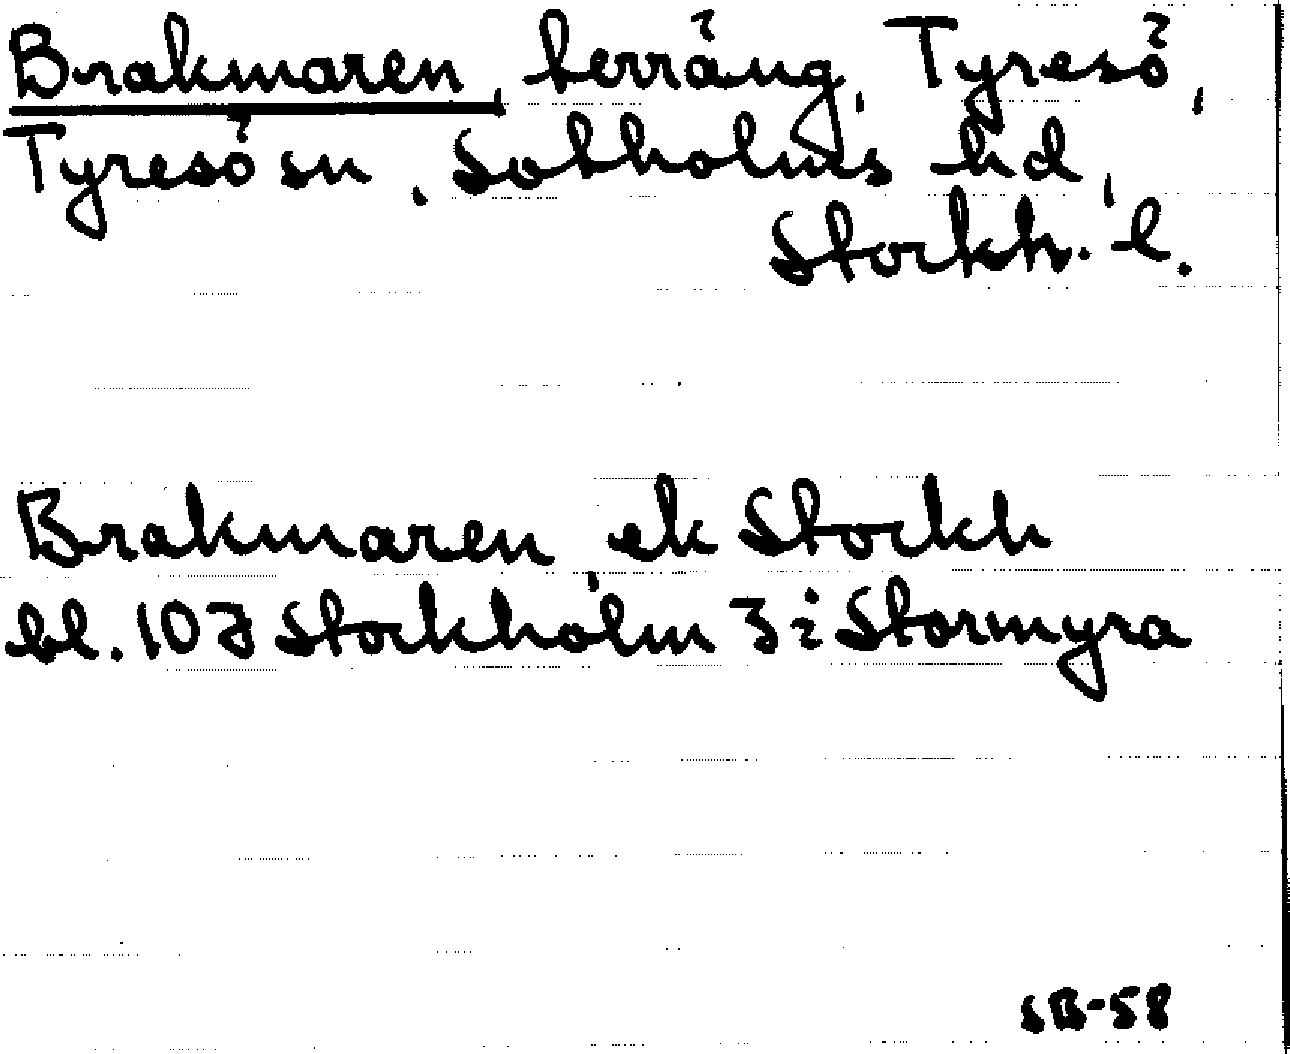 Brakmaren, terräng, Tyresö,
Tyresö sn, Sotholms hd,
Stockh. l.
Brakmaren, ek Stockh
bl. 10 J Stockholm 3 i Stormyra
SB-58